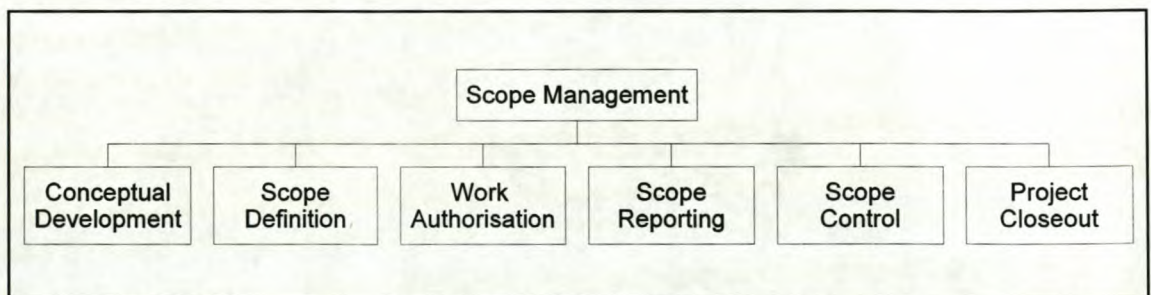 Scope Management
Conceptual
Development
Scope
Definition
Work
Authorisation
Scope
Reporting
Scope
Control
Project
Closeout